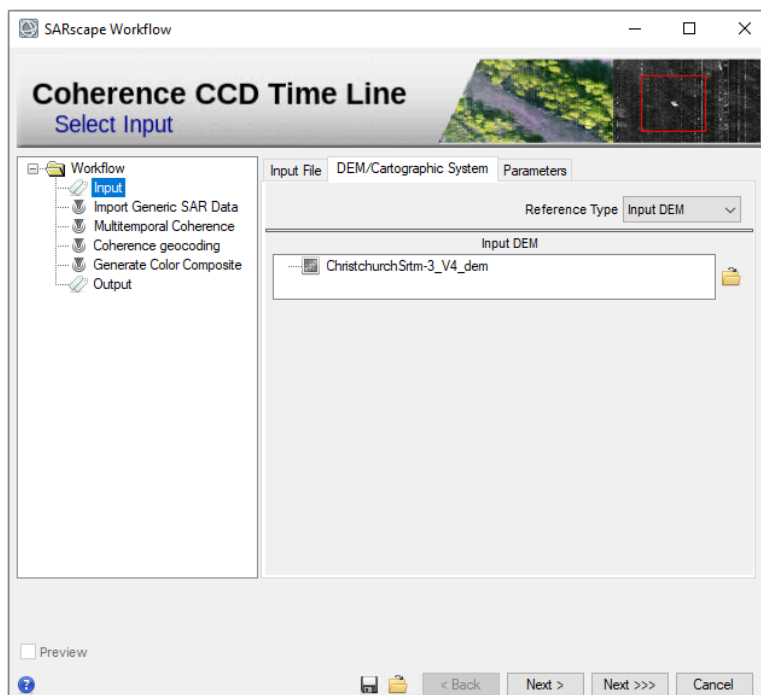 SARscape Workflow
Coherence CCD Time Line
Select Input
Workflow
Input
Import Generic SAR Data
Multitemporal Coherence
Coherence geocoding
Generate Color Composite
Output
Input File DEM/Cartographic System Parameters
Reference Type Input DEM
Input DEM
ChristchurchSrtm-3_V4_dem
Preview
? < Back Next > Next >>> Cancel